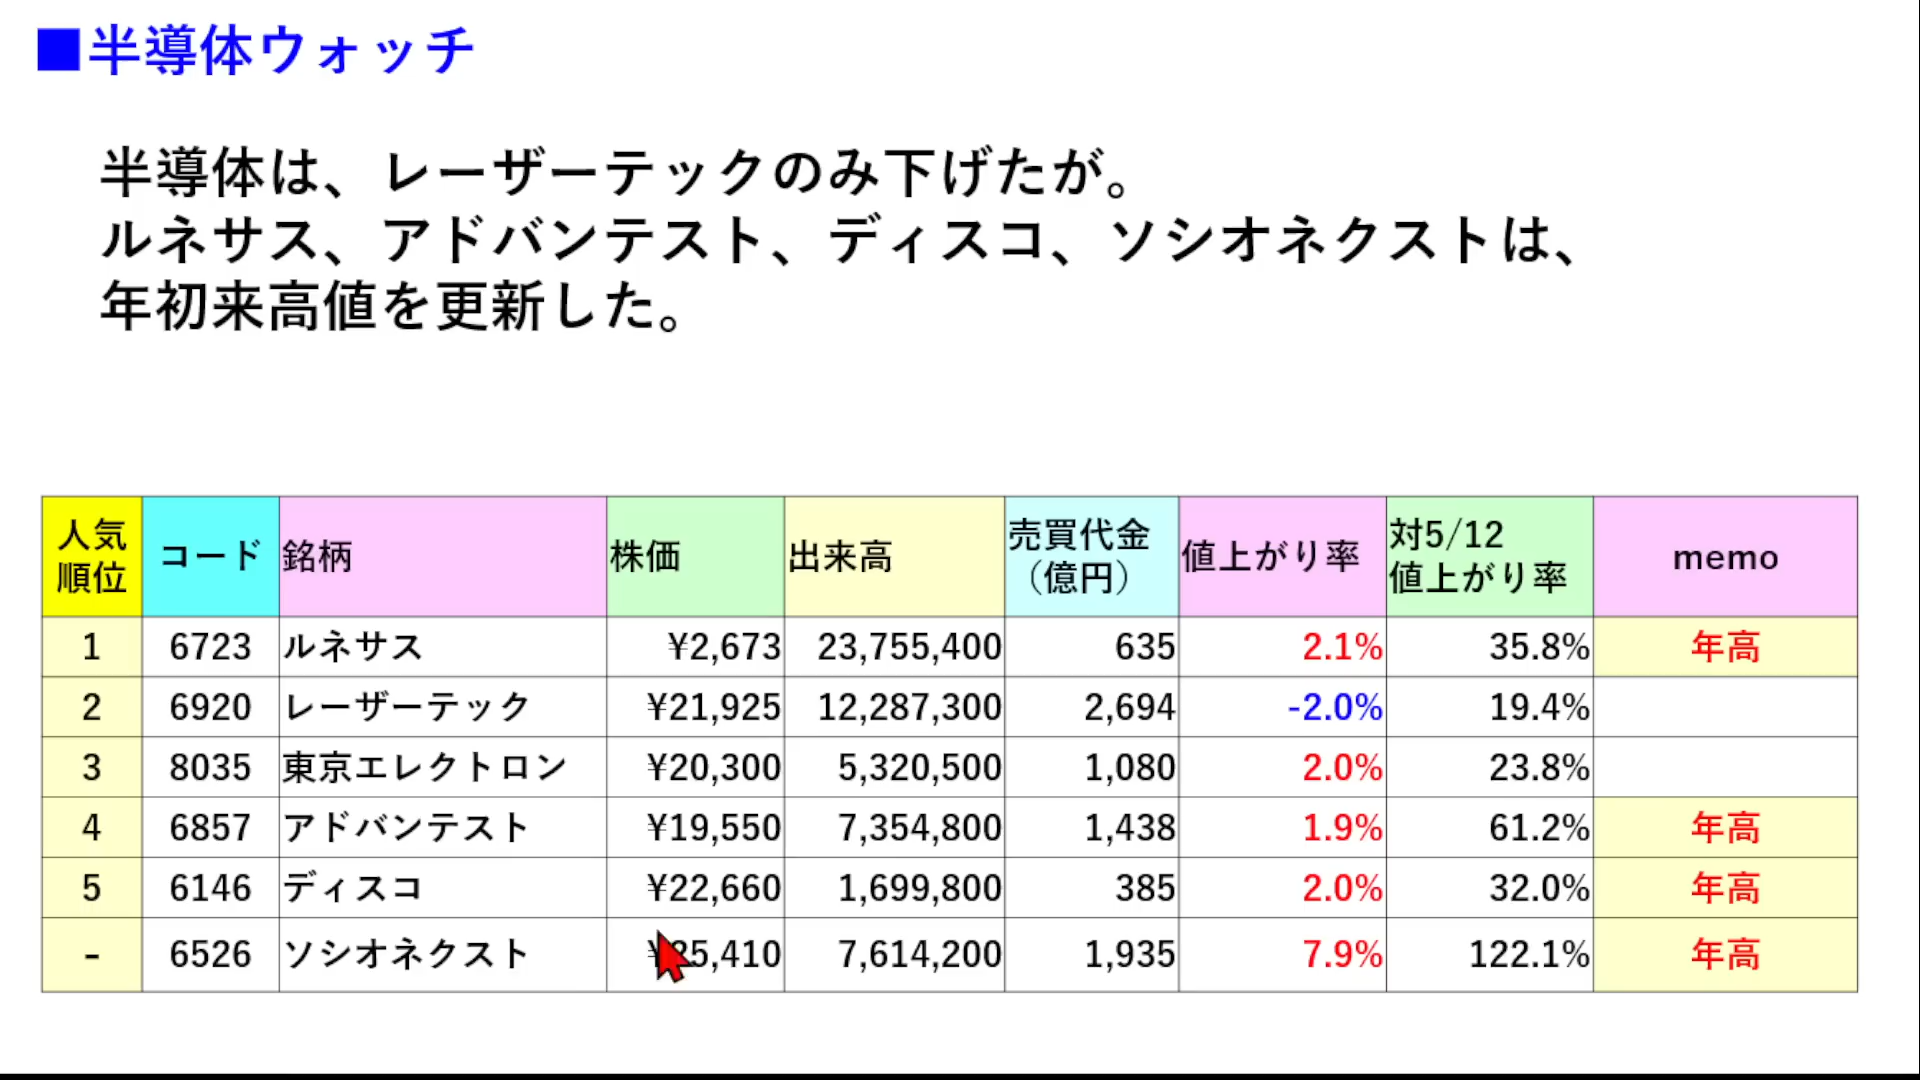 ■半導体ウォッチ
半導体は、レーザーテックのみ下げたが。
ルネサス、アドバンテスト、ディスコ、ソシオネクストは、
年初来高値を更新した。
人気順位 コード 銘柄 株価 出来高 売買代金（億円） 値上がり率 対5/12値上がり率 memo
1 6723 ルネサス ¥2,673 23,755,400 635 2.1% 35.8% 年高
2 6920 レーザーテック ¥21,925 12,287,300 2,694 -2.0% 19.4%
3 8035 東京エレクトロン ¥20,300 5,320,500 1,080 2.0% 23.8%
4 6857 アドバンテスト ¥19,550 7,354,800 1,438 1.9% 61.2% 年高
5 6146 ディスコ ¥22,660 1,699,800 385 2.0% 32.0% 年高
- 6526 ソシオネクスト 7,614,200 1,935 7.9% 122.1% 年高